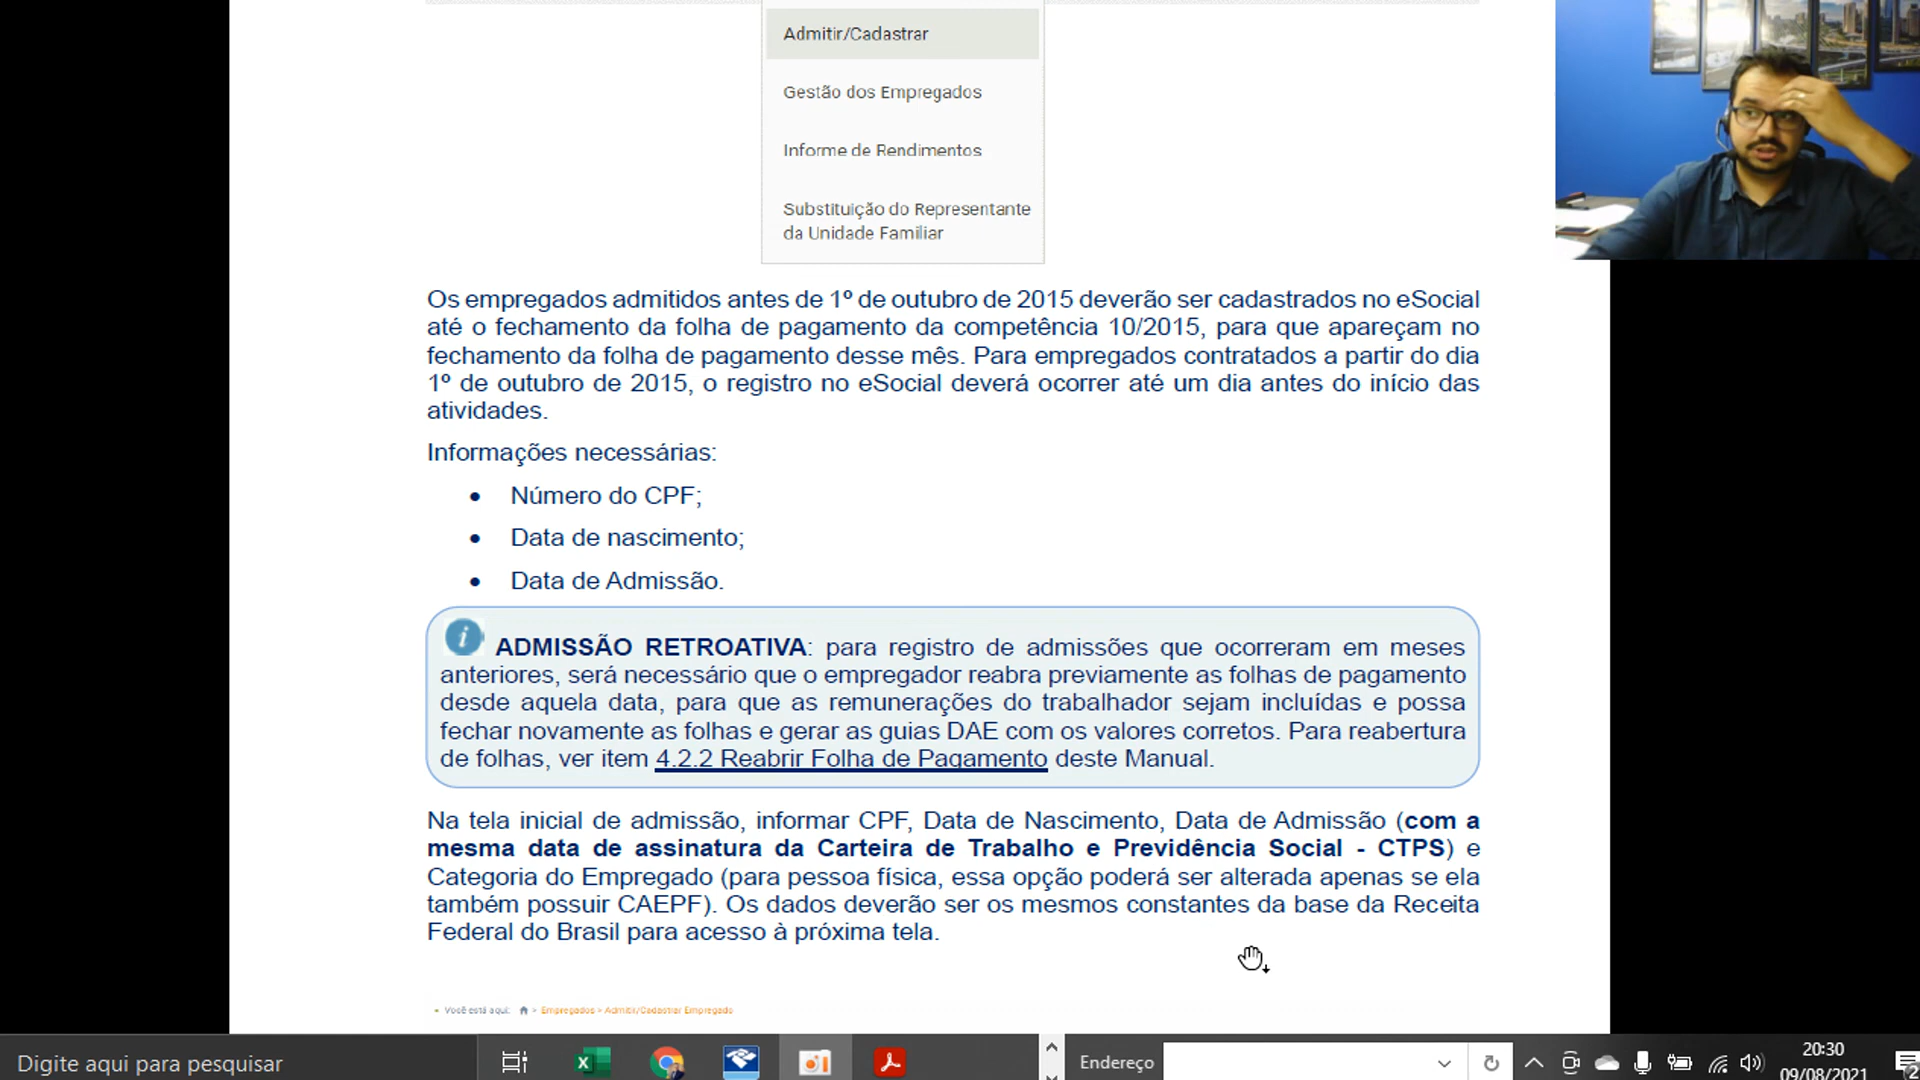 Admitir/Cadastrar
Gestão dos Empregados
Informe de Rendimentos
Substituição do Representante
da Unidade Familiar
Os empregados admitidos antes de 1º de outubro de 2015 deverão ser cadastrados no eSocial
até o fechamento da folha de pagamento da competência 10/2015, para que apareçam no
fechamento da folha de pagamento desse mês. Para empregados contratados a partir do dia
1º de outubro de 2015, o registro no eSocial deverá ocorrer até um dia antes do início das
atividades.
Informações necessárias:
• Número do CPF;
• Data de nascimento;
• Data de Admissão.
ADMISSÃO RETROATIVA: para registro de admissões que ocorreram em meses
anteriores, será necessário que o empregador reabra previamente as folhas de pagamento
desde aquela data, para que as remunerações do trabalhador sejam incluídas e possa
fechar novamente as folhas e gerar as guias DAE com os valores corretos. Para reabertura
de folhas, ver item 4.2.2 Reabrir Folha de Pagamento deste Manual.
Na tela inicial de admissão, informar CPF, Data de Nascimento, Data de Admissão (com a
mesma data de assinatura da Carteira de Trabalho e Previdência Social - CTPS) e
Categoria do Empregado (para pessoa física, essa opção poderá ser alterada apenas se ela
também possuir CAEPF). Os dados deverão ser os mesmos constantes da base da Receita
Federal do Brasil para acesso à próxima tela.
Você está aqui: > Empregados > Admitir/Cadastrar Empregado
Digite aqui para pesquisar
Endereço
20:30
09/08/2021
2